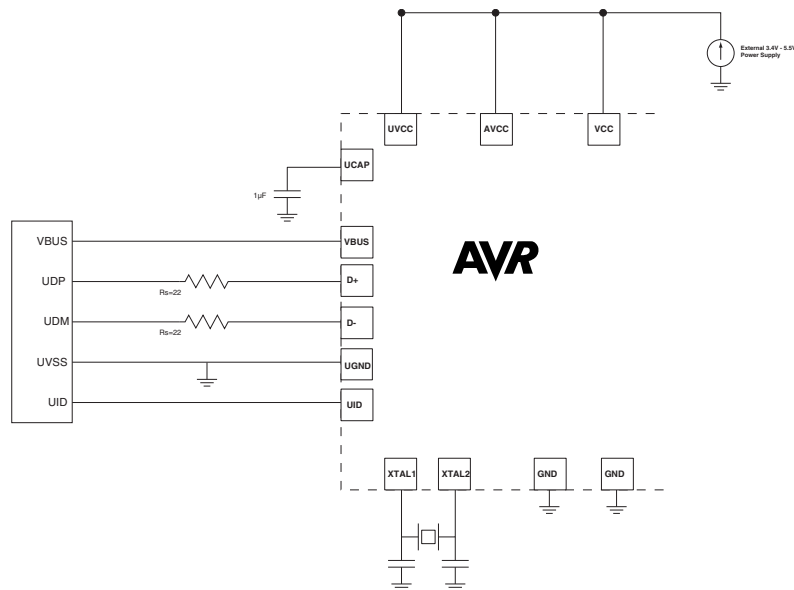 External 3.4V - 5.5V
Power Supply
UVCC
AVCC
VCC
UCAP
1µF
VBUS
VBUS
AVR
UDP
Rs=22
D+
UDM
Rs=22
D-
UVSS
UGND
UID
UID
XTAL1
XTAL2
GND
GND